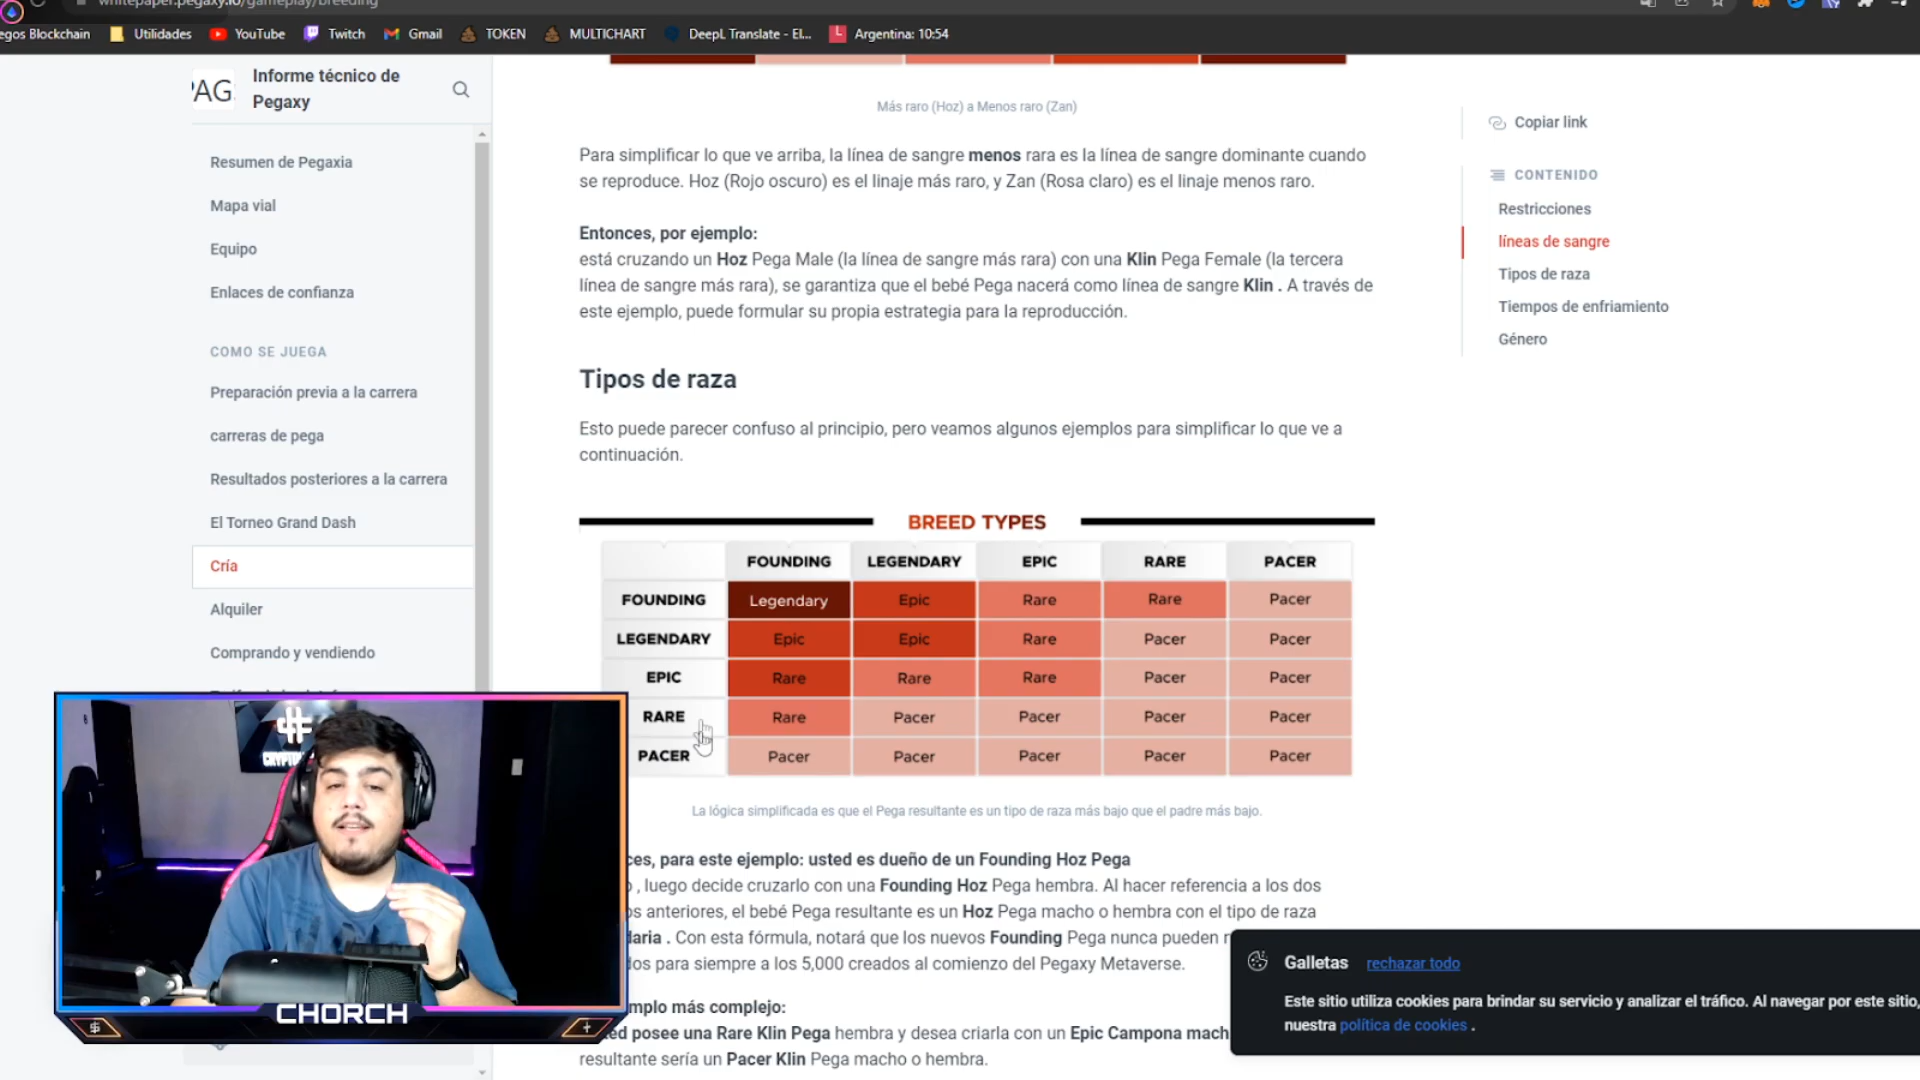 whitepaper.pegaxy.io/gameplay/breeding
egos Blockchain
Utilidades
YouTube
Twitch
Gmail
TOKEN
MULTICHART
DeepL Translate - El...
Argentina: 10:54
PAG
Informe técnico de
Pegaxy
Resumen de Pegaxia
Mapa vial
Equipo
Enlaces de confianza
COMO SE JUEGA
Preparación previa a la carrera
carreras de pega
Resultados posteriores a la carrera
El Torneo Grand Dash
Cría
Alquiler
Comprando y vendiendo
Más raro (Hoz) a Menos raro (Zan)
Para simplificar lo que ve arriba, la línea de sangre menos rara es la línea de sangre dominante cuando
se reproduce. Hoz (Rojo oscuro) es el linaje más raro, y Zan (Rosa claro) es el linaje menos raro.
Entonces, por ejemplo:
está cruzando un Hoz Pega Male (la línea de sangre más rara) con una Klin Pega Female (la tercera
línea de sangre más rara), se garantiza que el bebé Pega nacerá como línea de sangre Klin . A través de
este ejemplo, puede formular su propia estrategia para la reproducción.
Tipos de raza
Esto puede parecer confuso al principio, pero veamos algunos ejemplos para simplificar lo que ve a
continuación.
BREED TYPES
FOUNDING LEGENDARY EPIC RARE PACER
FOUNDING Legendary Epic Rare Rare Pacer
LEGENDARY Epic Epic Rare Pacer Pacer
EPIC Rare Rare Rare Pacer Pacer
RARE Rare Pacer Pacer Pacer Pacer
PACER Pacer Pacer Pacer Pacer Pacer
La lógica simplificada es que el Pega resultante es un tipo de raza más bajo que el padre más bajo.
ces, para este ejemplo: usted es dueño de un Founding Hoz Pega
o , luego decide cruzarlo con una Founding Hoz Pega hembra. Al hacer referencia a los dos
os anteriores, el bebé Pega resultante es un Hoz Pega macho o hembra con el tipo de raza
daria . Con esta fórmula, notará que los nuevos Founding Pega nunca pueden
dos para siempre a los 5,000 creados al comienzo del Pegaxy Metaverse.
mplo más complejo:
ed posee una Rare Klin Pega hembra y desea criarla con un Epic Campona mach
resultante sería un Pacer Klin Pega macho o hembra.
Copiar link
CONTENIDO
Restricciones
líneas de sangre
Tipos de raza
Tiempos de enfriamiento
Género
Galletas rechazar todo
Este sitio utiliza cookies para brindar su servicio y analizar el tráfico. Al navegar por este sitio,
nuestra política de cookies .
CHORCH